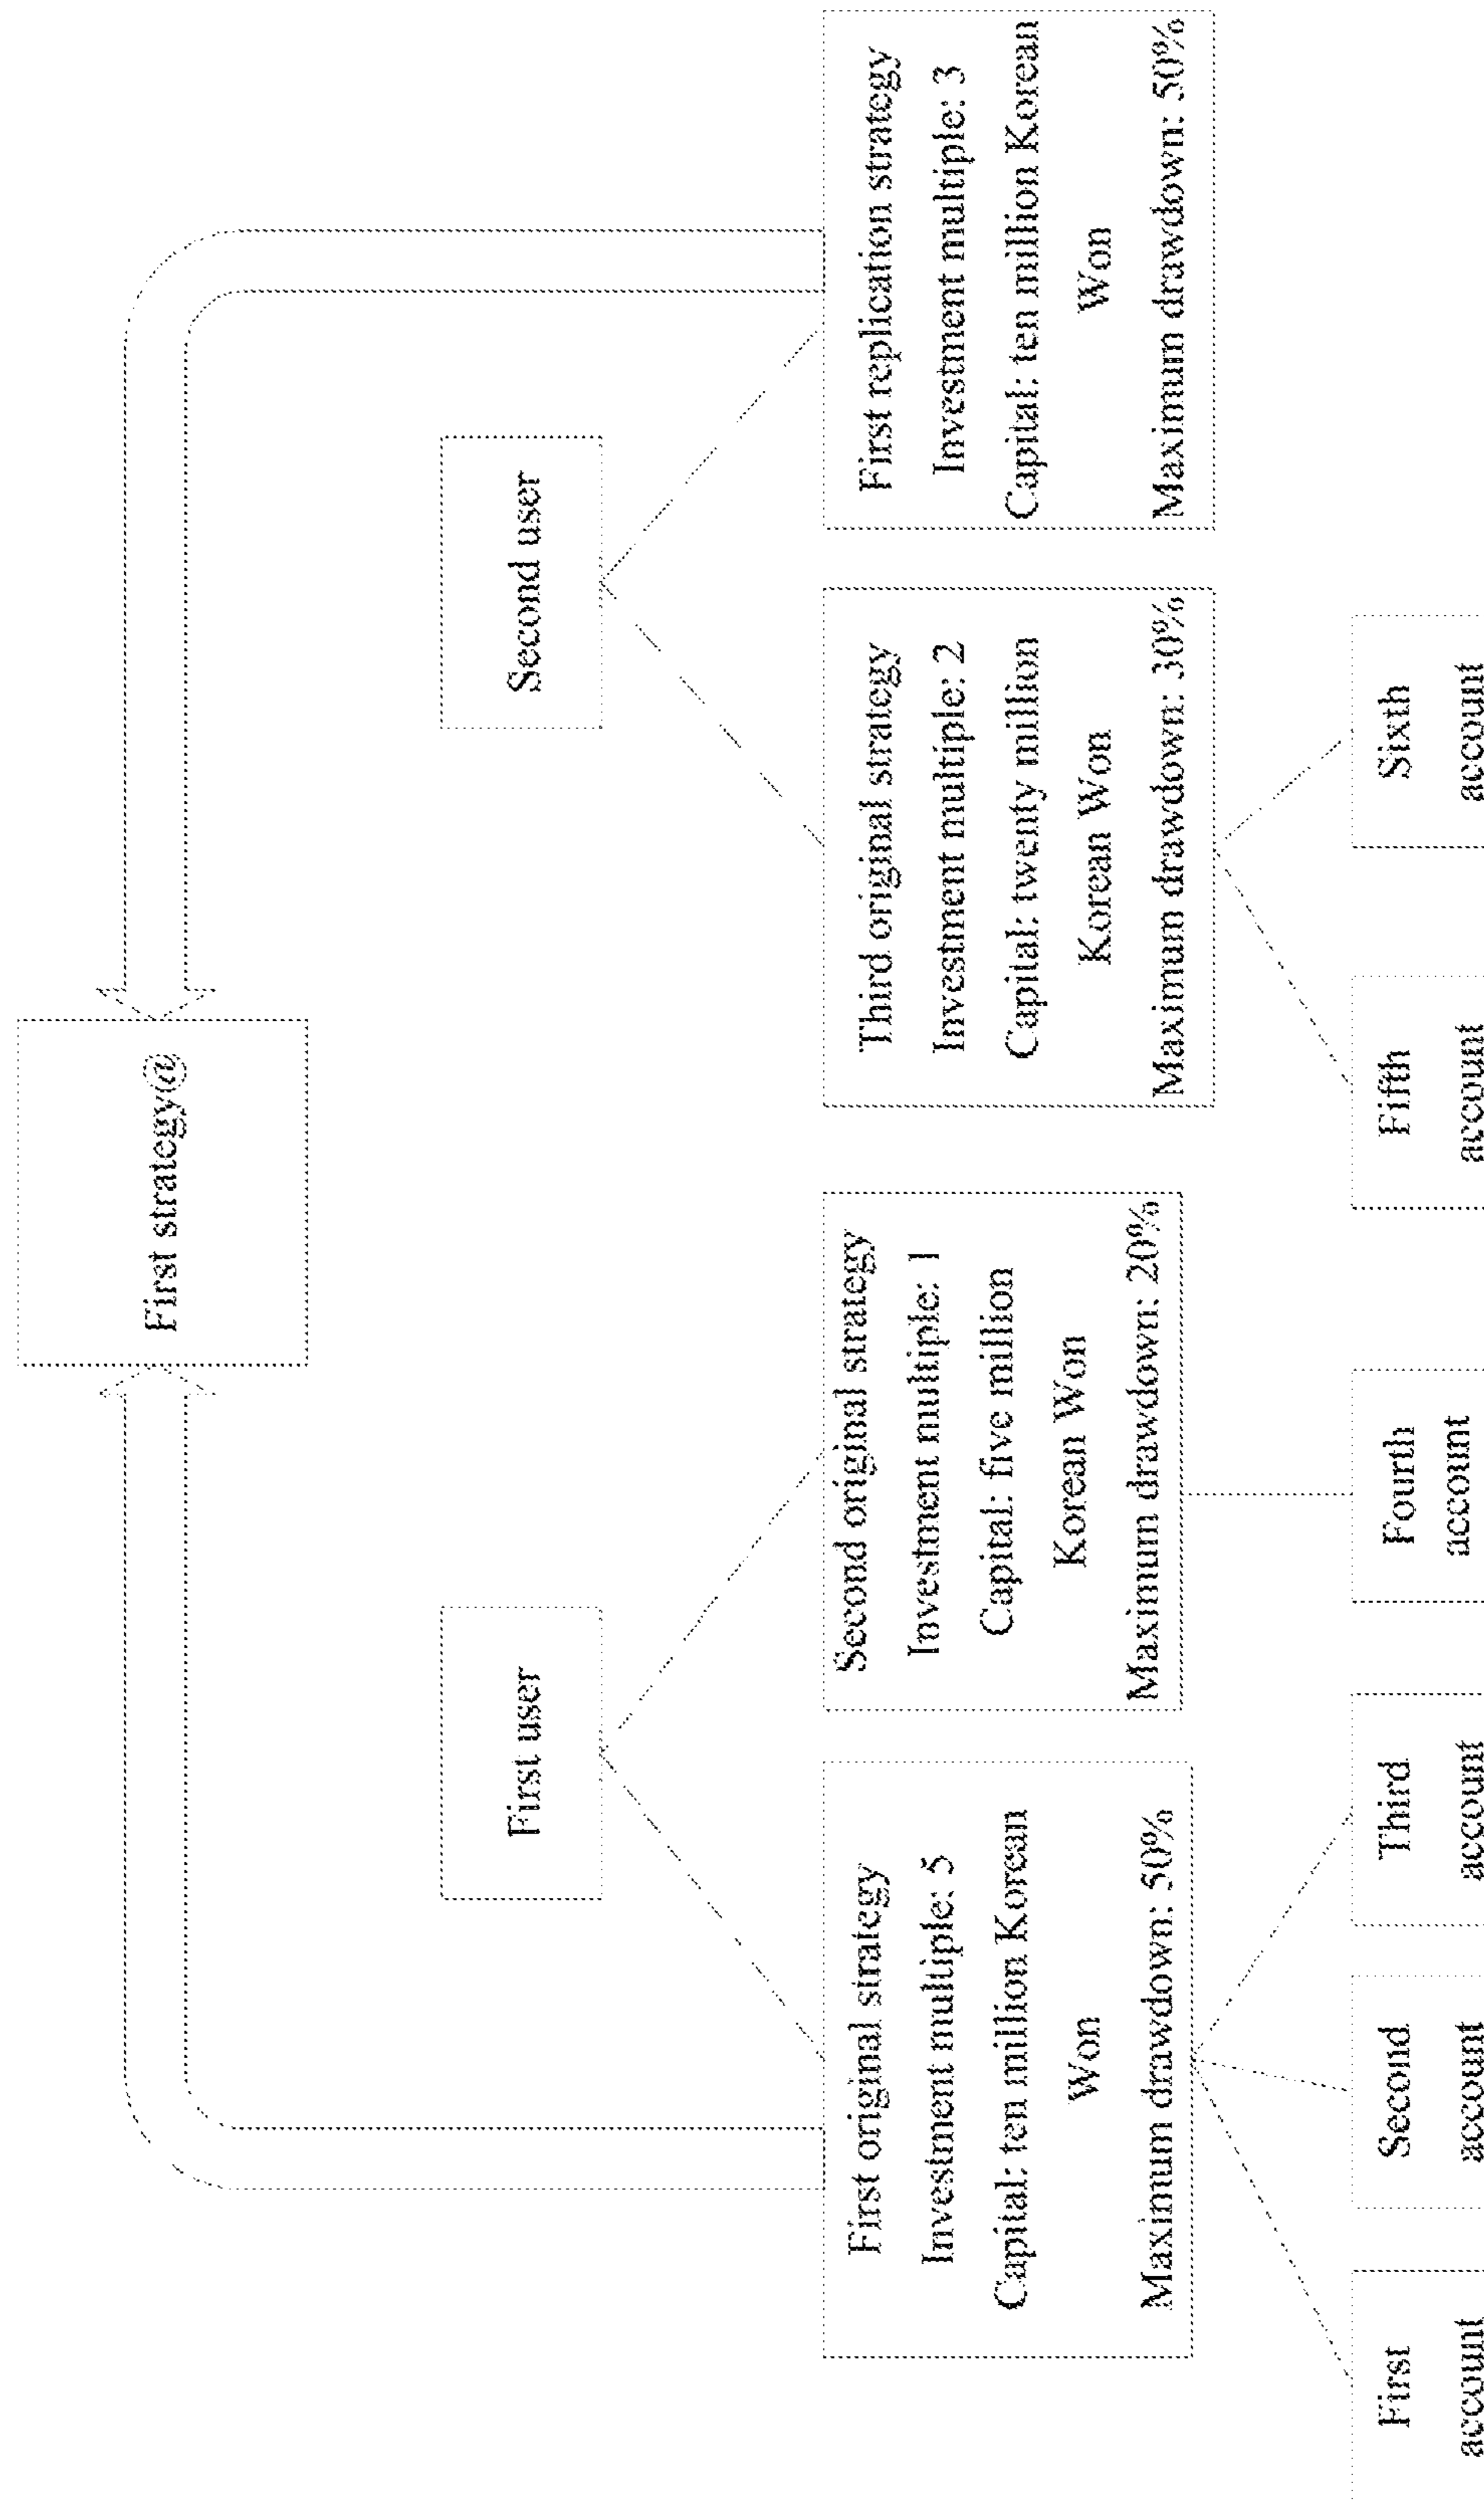 First strategy@
First user
Second user
First original strategy
Investment multiple: 5
Capital: ten million Korean
Won
Maximum drawdown: 50%
Second original strategy
Investment multiple: 1
Capital: five million
Korean Won
Maximum drawdown: 20%
Third original strategy
Investment multiple: 2
Capital: twenty million
Korean Won
Maximum drawdown: 30%
First replication strategy
Investment multiple: 3
Capital: ten million Korean
Won
Maximum drawdown: 50%
First
account
Second
account
Third
account
Fourth
account
Fifth
account
Sixth
account